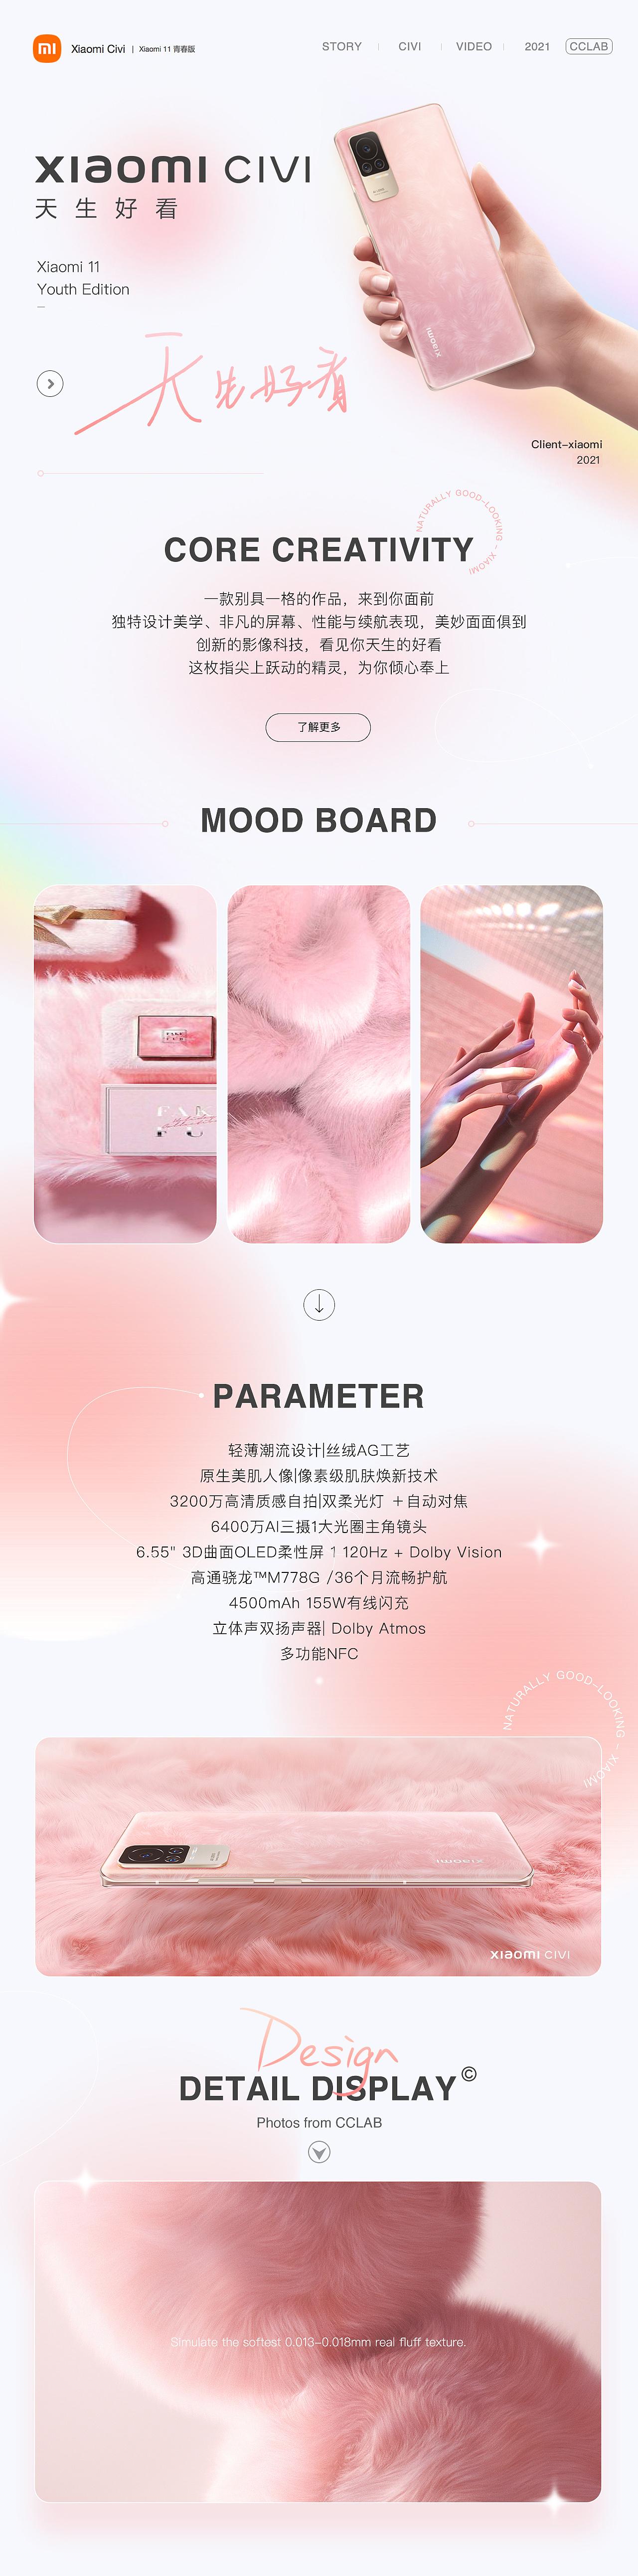 Xiaomi Civi | Xiaomi 11 青春版
STORY CIVI VIDEO 2021 CCLAB
xiaomi CIVI
天生好看
Xiaomi 11
Youth Edition
天生好看
xiaomi
Client-xiaomi
2021
NATURALLY GOOD-LOOKING - XIAOMI
CORE CREATIVITY
一款别具一格的作品，来到你面前
独特设计美学、非凡的屏幕、性能与续航表现，美妙面面俱到
创新的影像科技，看见你天生的好看
这枚指尖上跃动的精灵，为你倾心奉上
了解更多
MOOD BOARD
PARAMETER
轻薄潮流设计|丝绒AG工艺
原生美肌人像|像素级肌肤焕新技术
3200万高清质感自拍|双柔光灯 +自动对焦
6400万AI三摄1大光圈主角镜头
6.55" 3D曲面OLED柔性屏 1 120Hz + Dolby Vision
高通骁龙™M778G /36个月流畅护航
4500mAh 155W有线闪充
立体声双扬声器| Dolby Atmos
多功能NFC
NATURALLY GOOD-LOOKING - XIAOMI
xiaomi
xiaomi CIVI
Design
DETAIL DISPLAY ©
Photos from CCLAB
Simulate the softest 0.013-0.018mm real fluff texture.